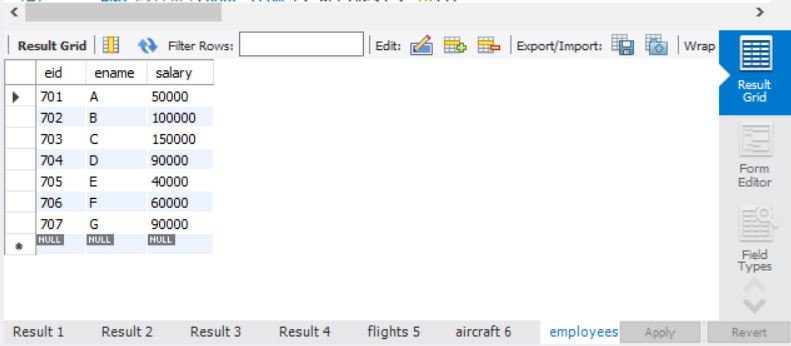 Result Grid Filter Rows: Edit: Export/Import: Wrap
eid ename salary
701 A 50000
702 B 100000
703 C 150000
704 D 90000
705 E 40000
706 F 60000
707 G 90000
NULL NULL NULL
Result
Grid
Form
Editor
Field
Types
Result 1 Result 2 Result 3 Result 4 flights 5 aircraft 6 employees Apply Revert